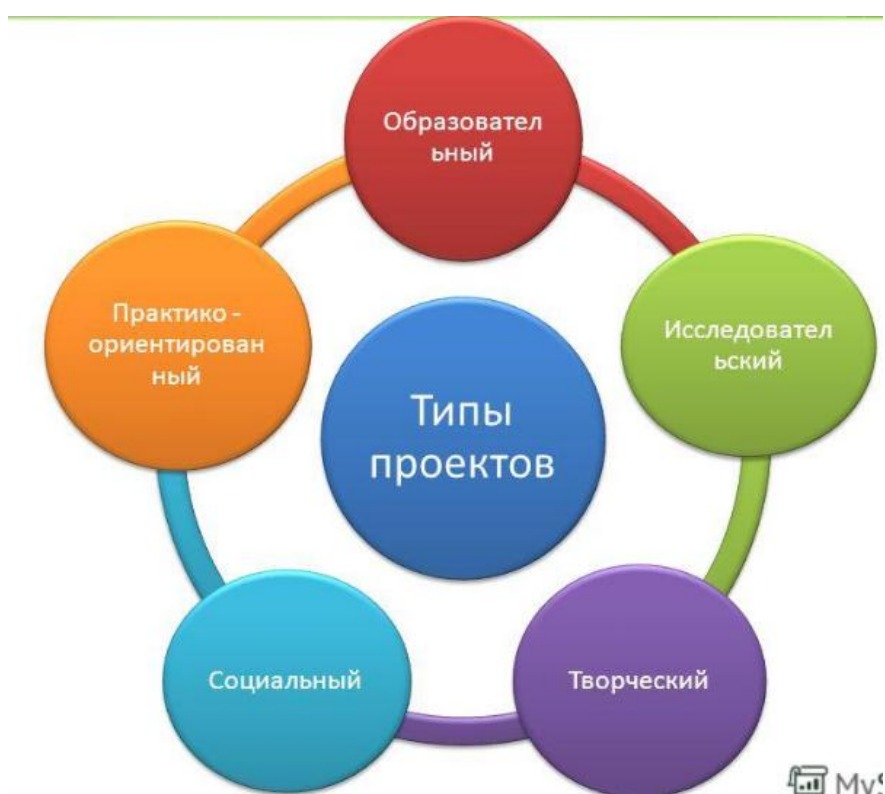 Образовател
ьный
Исследовател
ьский
Творческий
Социальный
Практико -
ориентирован
ный
Типы
проектов